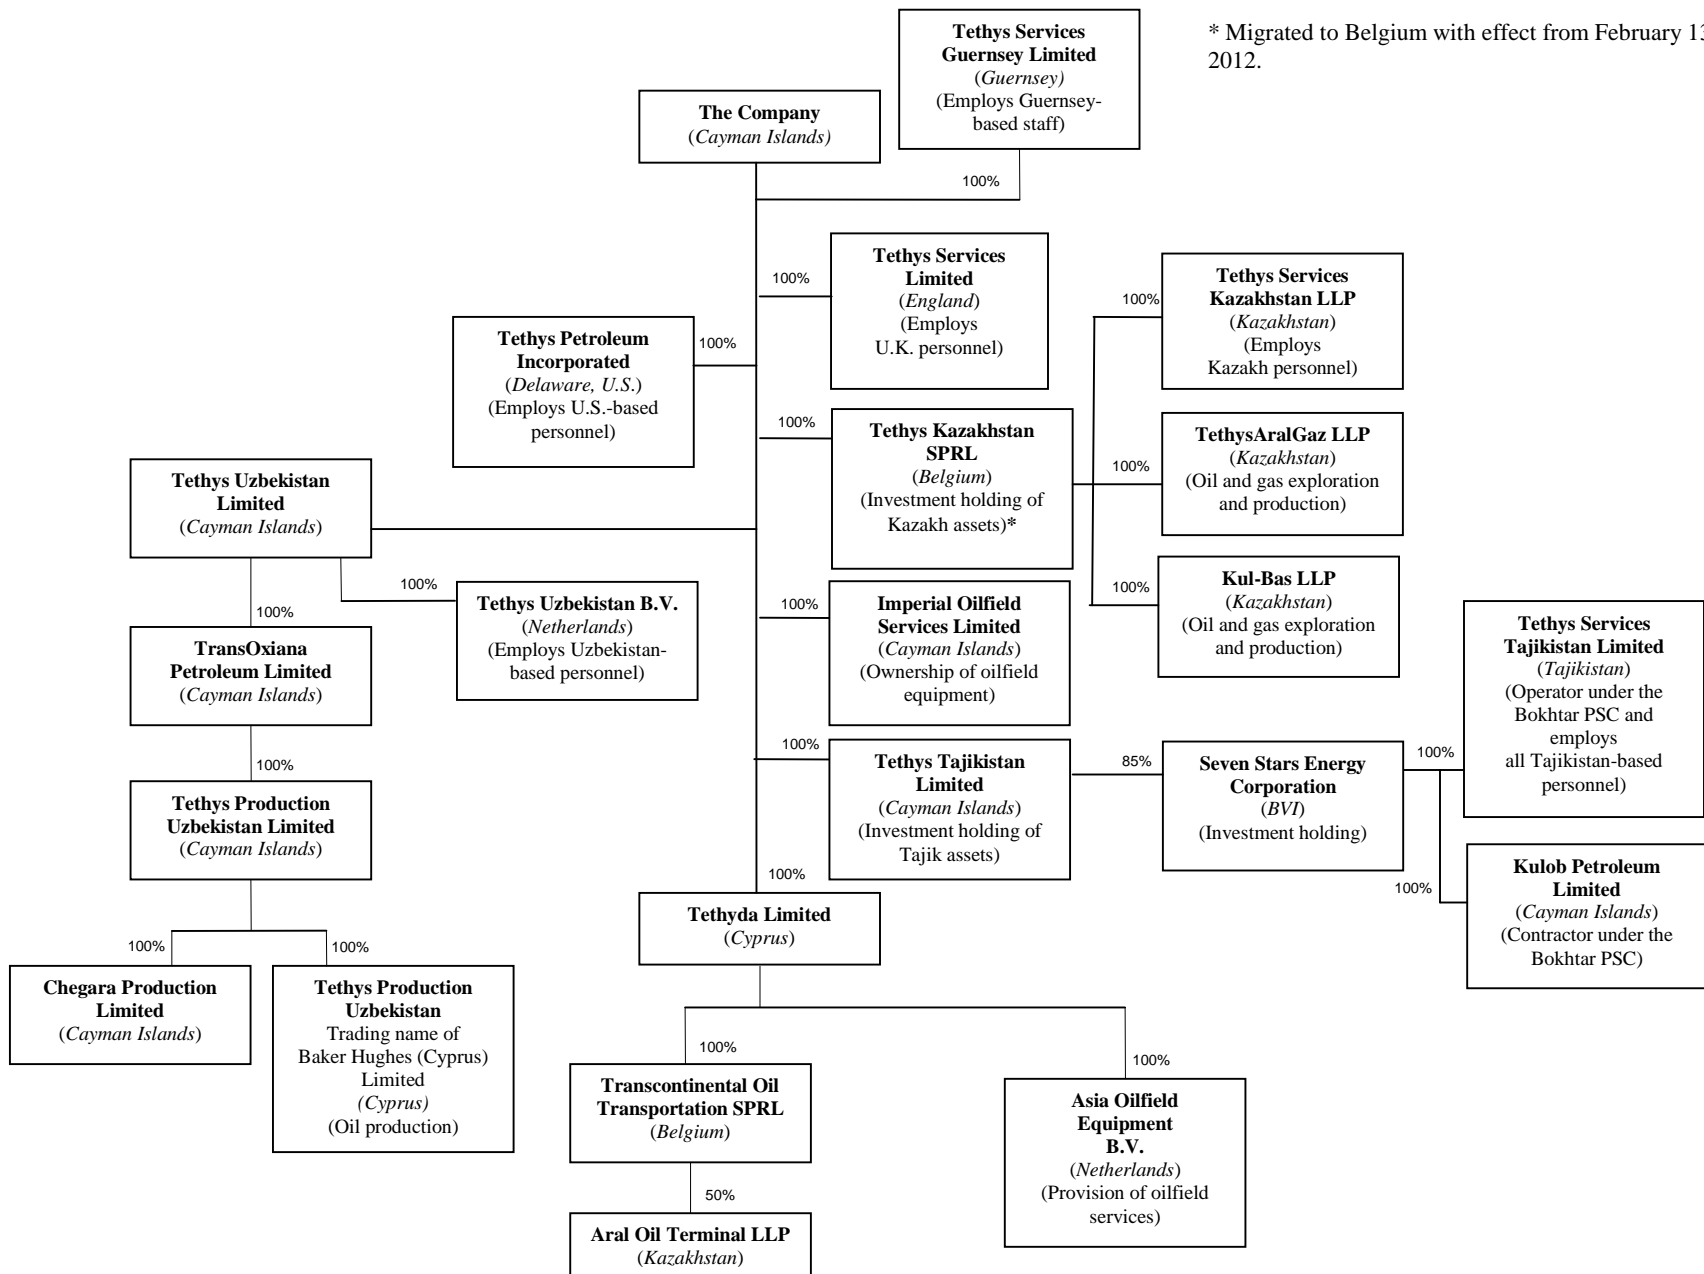 Tethys Services
Guernsey Limited
(Guernsey)
(Employs Guernsey-
based staff)
* Migrated to Belgium with effect from February 13
2012.
The Company
(Cayman Islands)
100%
Tethys Services
Limited
(England)
(Employs
U.K. personnel)
100%
Tethys Services
Kazakhstan LLP
(Kazakhstan)
(Employs
Kazakh personnel)
100%
Tethys Petroleum
Incorporated
(Delaware, U.S.)
(Employs U.S.-based
personnel)
100%
100%
Tethys Kazakhstan
SPRL
(Belgium)
(Investment holding of
Kazakh assets)*
100%
TethysAralGaz LLP
(Kazakhstan)
(Oil and gas exploration
and production)
Tethys Uzbekistan
Limited
(Cayman Islands)
100%
Tethys Uzbekistan B.V.
(Netherlands)
(Employs Uzbekistan-
based personnel)
100%
Imperial Oilfield
Services Limited
(Cayman Islands)
(Ownership of oilfield
equipment)
100%
Kul-Bas LLP
(Kazakhstan)
(Oil and gas exploration
and production)
100%
TransOxiana
Petroleum Limited
(Cayman Islands)
Tethys Services
Tajikistan Limited
(Tajikistan)
(Operator under the
Bokhtar PSC and
employs
all Tajikistan-based
personnel)
100%
Tethys Production
Uzbekistan Limited
(Cayman Islands)
100%
Tethys Tajikistan
Limited
(Cayman Islands)
(Investment holding of
Tajik assets)
85%
Seven Stars Energy
Corporation
(BVI)
(Investment holding)
100%
100%
Tethyda Limited
(Cyprus)
100%
Kulob Petroleum
Limited
(Cayman Islands)
(Contractor under the
Bokhtar PSC)
100%
Chegara Production
Limited
(Cayman Islands)
100%
Tethys Production
Uzbekistan
Trading name of
Baker Hughes (Cyprus)
Limited
(Cyprus)
(Oil production)
100%
Transcontinental Oil
Transportation SPRL
(Belgium)
100%
Asia Oilfield
Equipment
B.V.
(Netherlands)
(Provision of oilfield
services)
50%
Aral Oil Terminal LLP
(Kazakhstan)